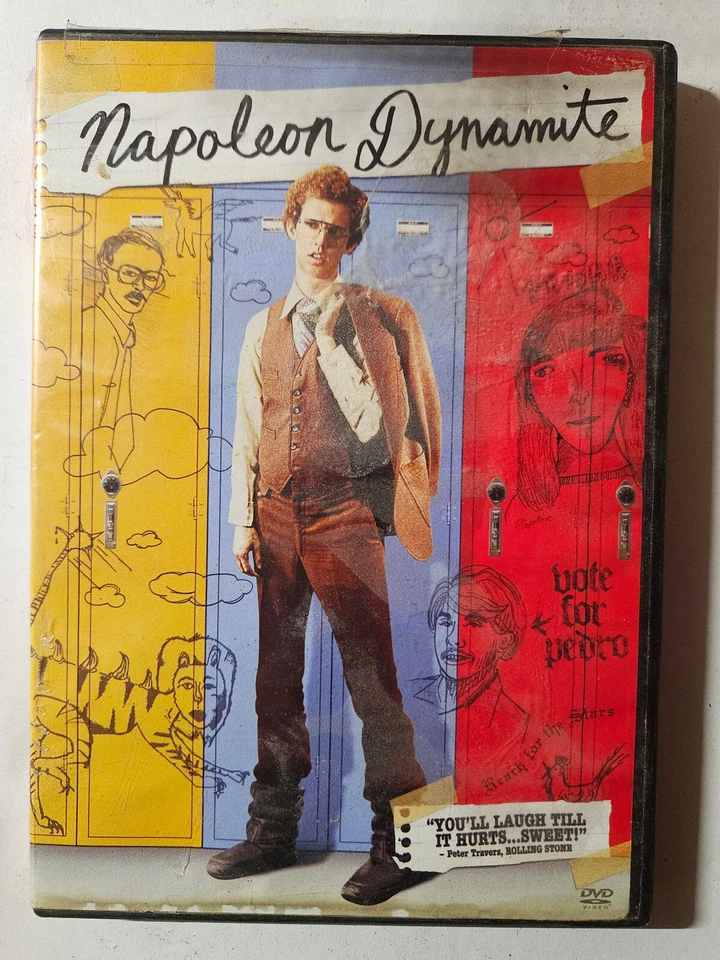 Napoleon Dynamite
vote
for
pedro
Reach for the Stars
"YOU'LL LAUGH TILL
IT HURTS...SWEET!"
– Peter Travers, ROLLING STONE
DVD
VIDEO